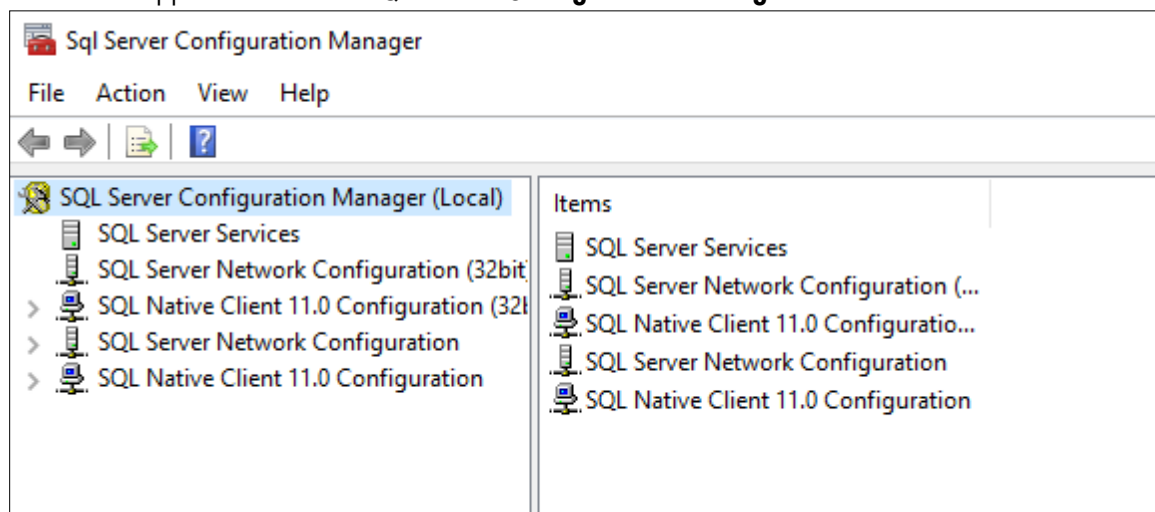 Sql Server Configuration Manager
File Action View Help
SQL Server Configuration Manager (Local)
SQL Server Services
SQL Server Network Configuration (32bit
SQL Native Client 11.0 Configuration (32
SQL Server Network Configuration
SQL Native Client 11.0 Configuration
Items
SQL Server Services
SQL Server Network Configuration (...
SQL Native Client 11.0 Configuratio...
SQL Server Network Configuration
SQL Native Client 11.0 Configuration